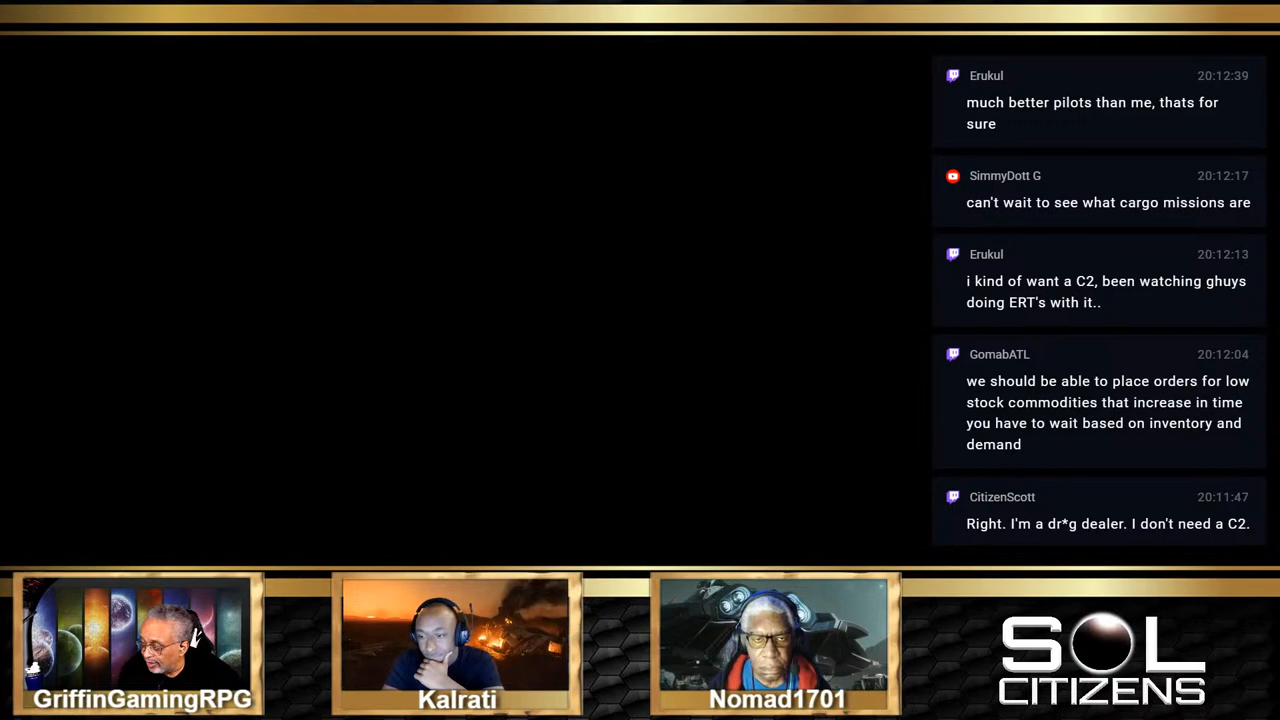 Erukul 20:12:39
much better pilots than me, thats for
sure
SimmyDott G 20:12:17
can't wait to see what cargo missions are
Erukul 20:12:13
i kind of want a C2, been watching ghuys
doing ERT's with it..
GomabATL 20:12:04
we should be able to place orders for low
stock commodities that increase in time
you have to wait based on inventory and
demand
CitizenScott 20:11:47
Right. I'm a dr*g dealer. I don't need a C2.
GriffinGamingRPG
Kalrati
Nomad1701
SOL
CITIZENS